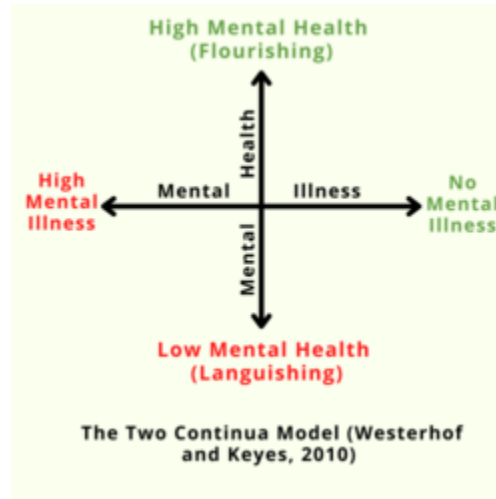 High Mental Health
(Flourishing)
Health
High
Mental
Illness
Mental Illness
No
Mental
Illness
Mental
Low Mental Health
(Languishing)
The Two Continua Model (Westerhof
and Keyes, 2010)